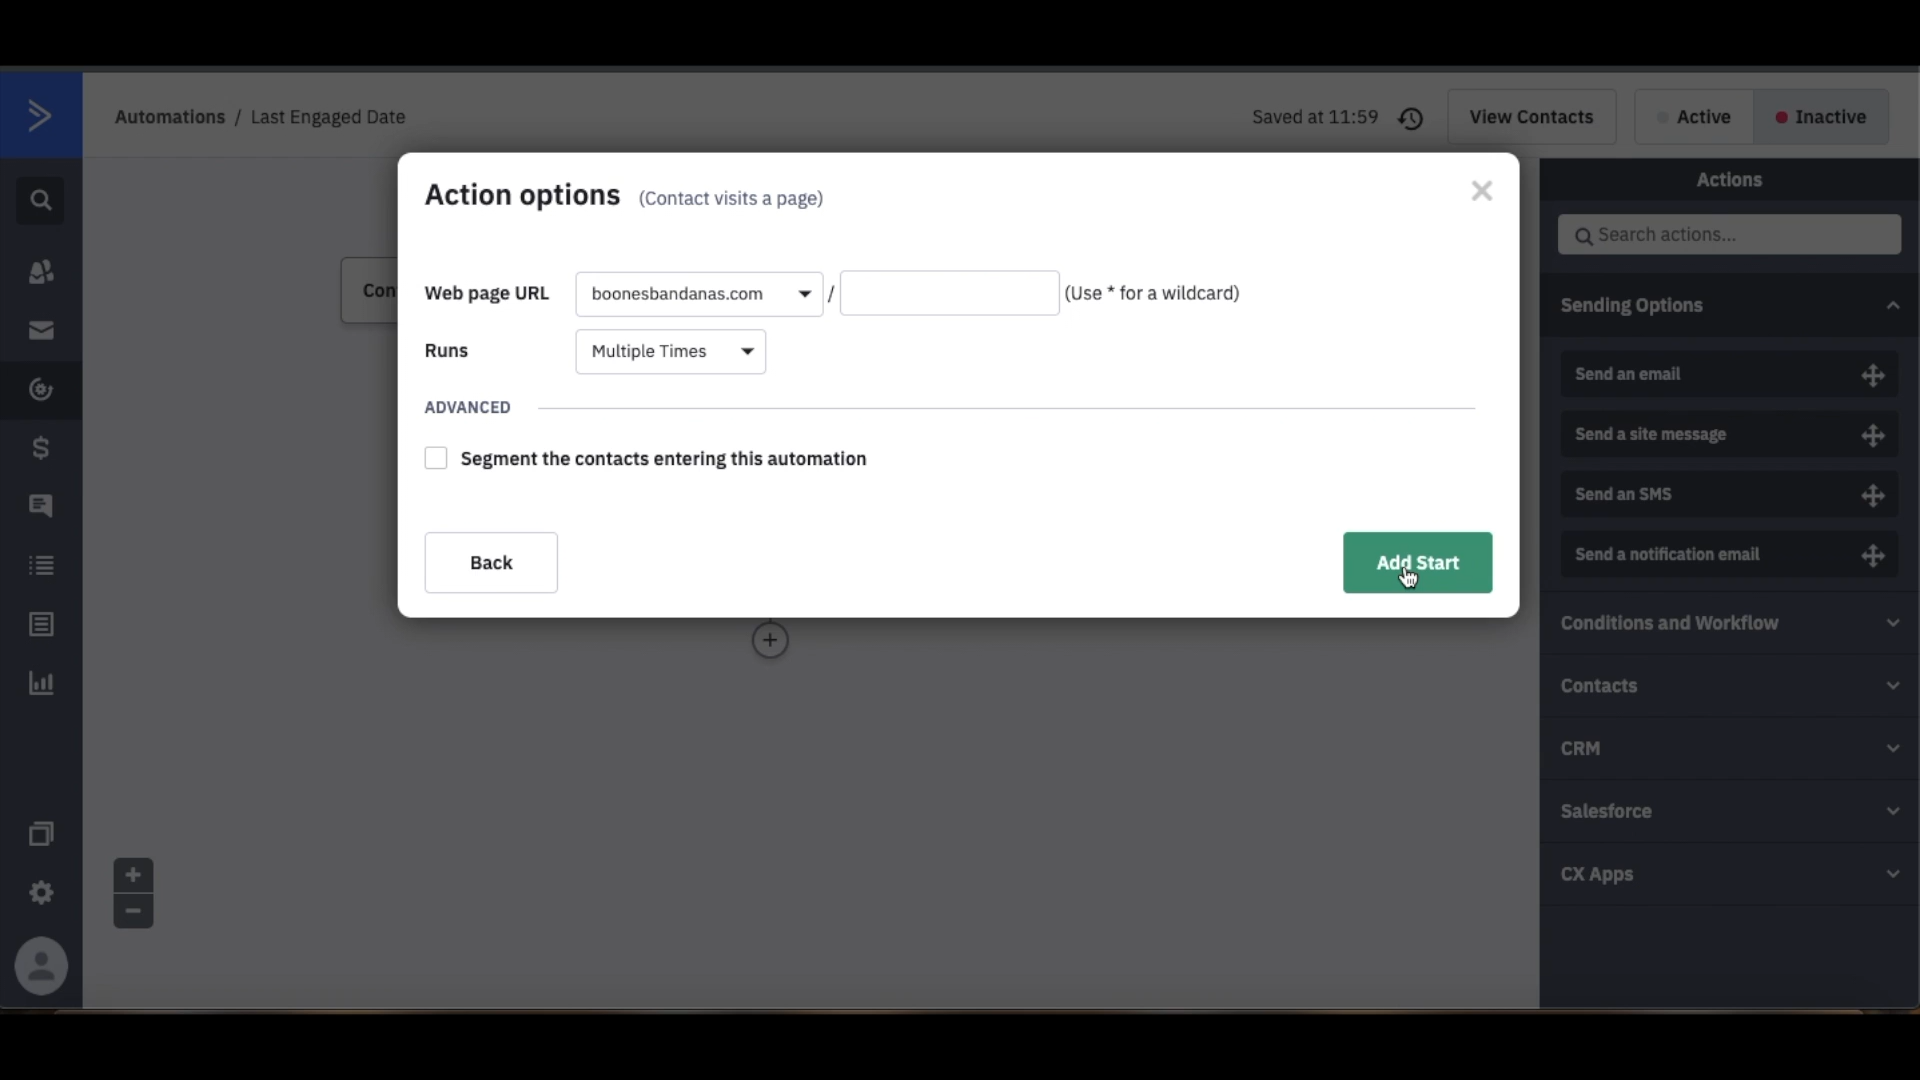 Automations / Last Engaged Date
Saved at 11:59
View Contacts
Active
Inactive
Action options (Contact visits a page)
Web page URL boonesbandanas.com / (Use * for a wildcard)
Runs Multiple Times
ADVANCED
Segment the contacts entering this automation
Back
Add Start
Con
Actions
Search actions...
Sending Options
Send an email
Send a site message
Send an SMS
Send a notification email
Conditions and Workflow
Contacts
CRM
Salesforce
CX Apps